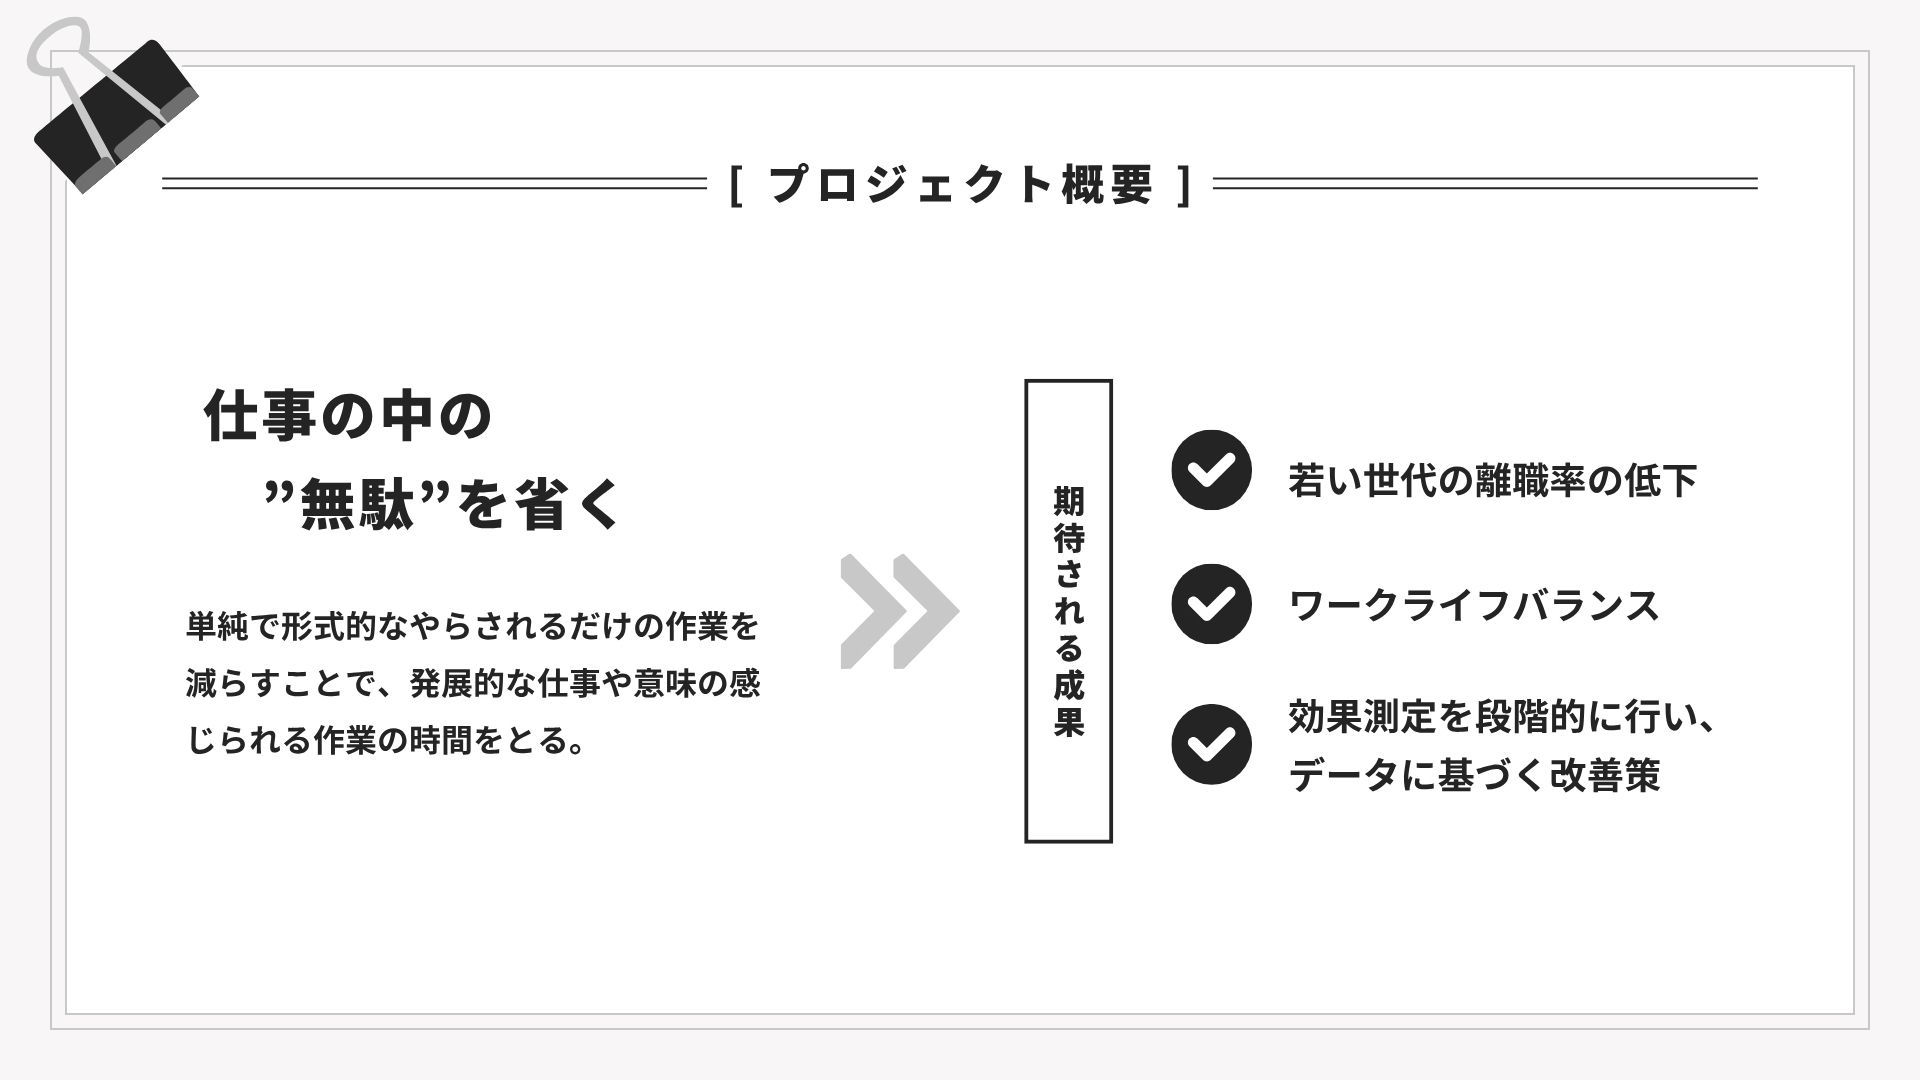 [ プロジェクト概要 ]
仕事の中の
”無駄”を省く
単純で形式的なやらされるだけの作業を
減らすことで、発展的な仕事や意味の感
じられる作業の時間をとる。
期待される成果
若い世代の離職率の低下
ワークライフバランス
効果測定を段階的に行い、
データに基づく改善策